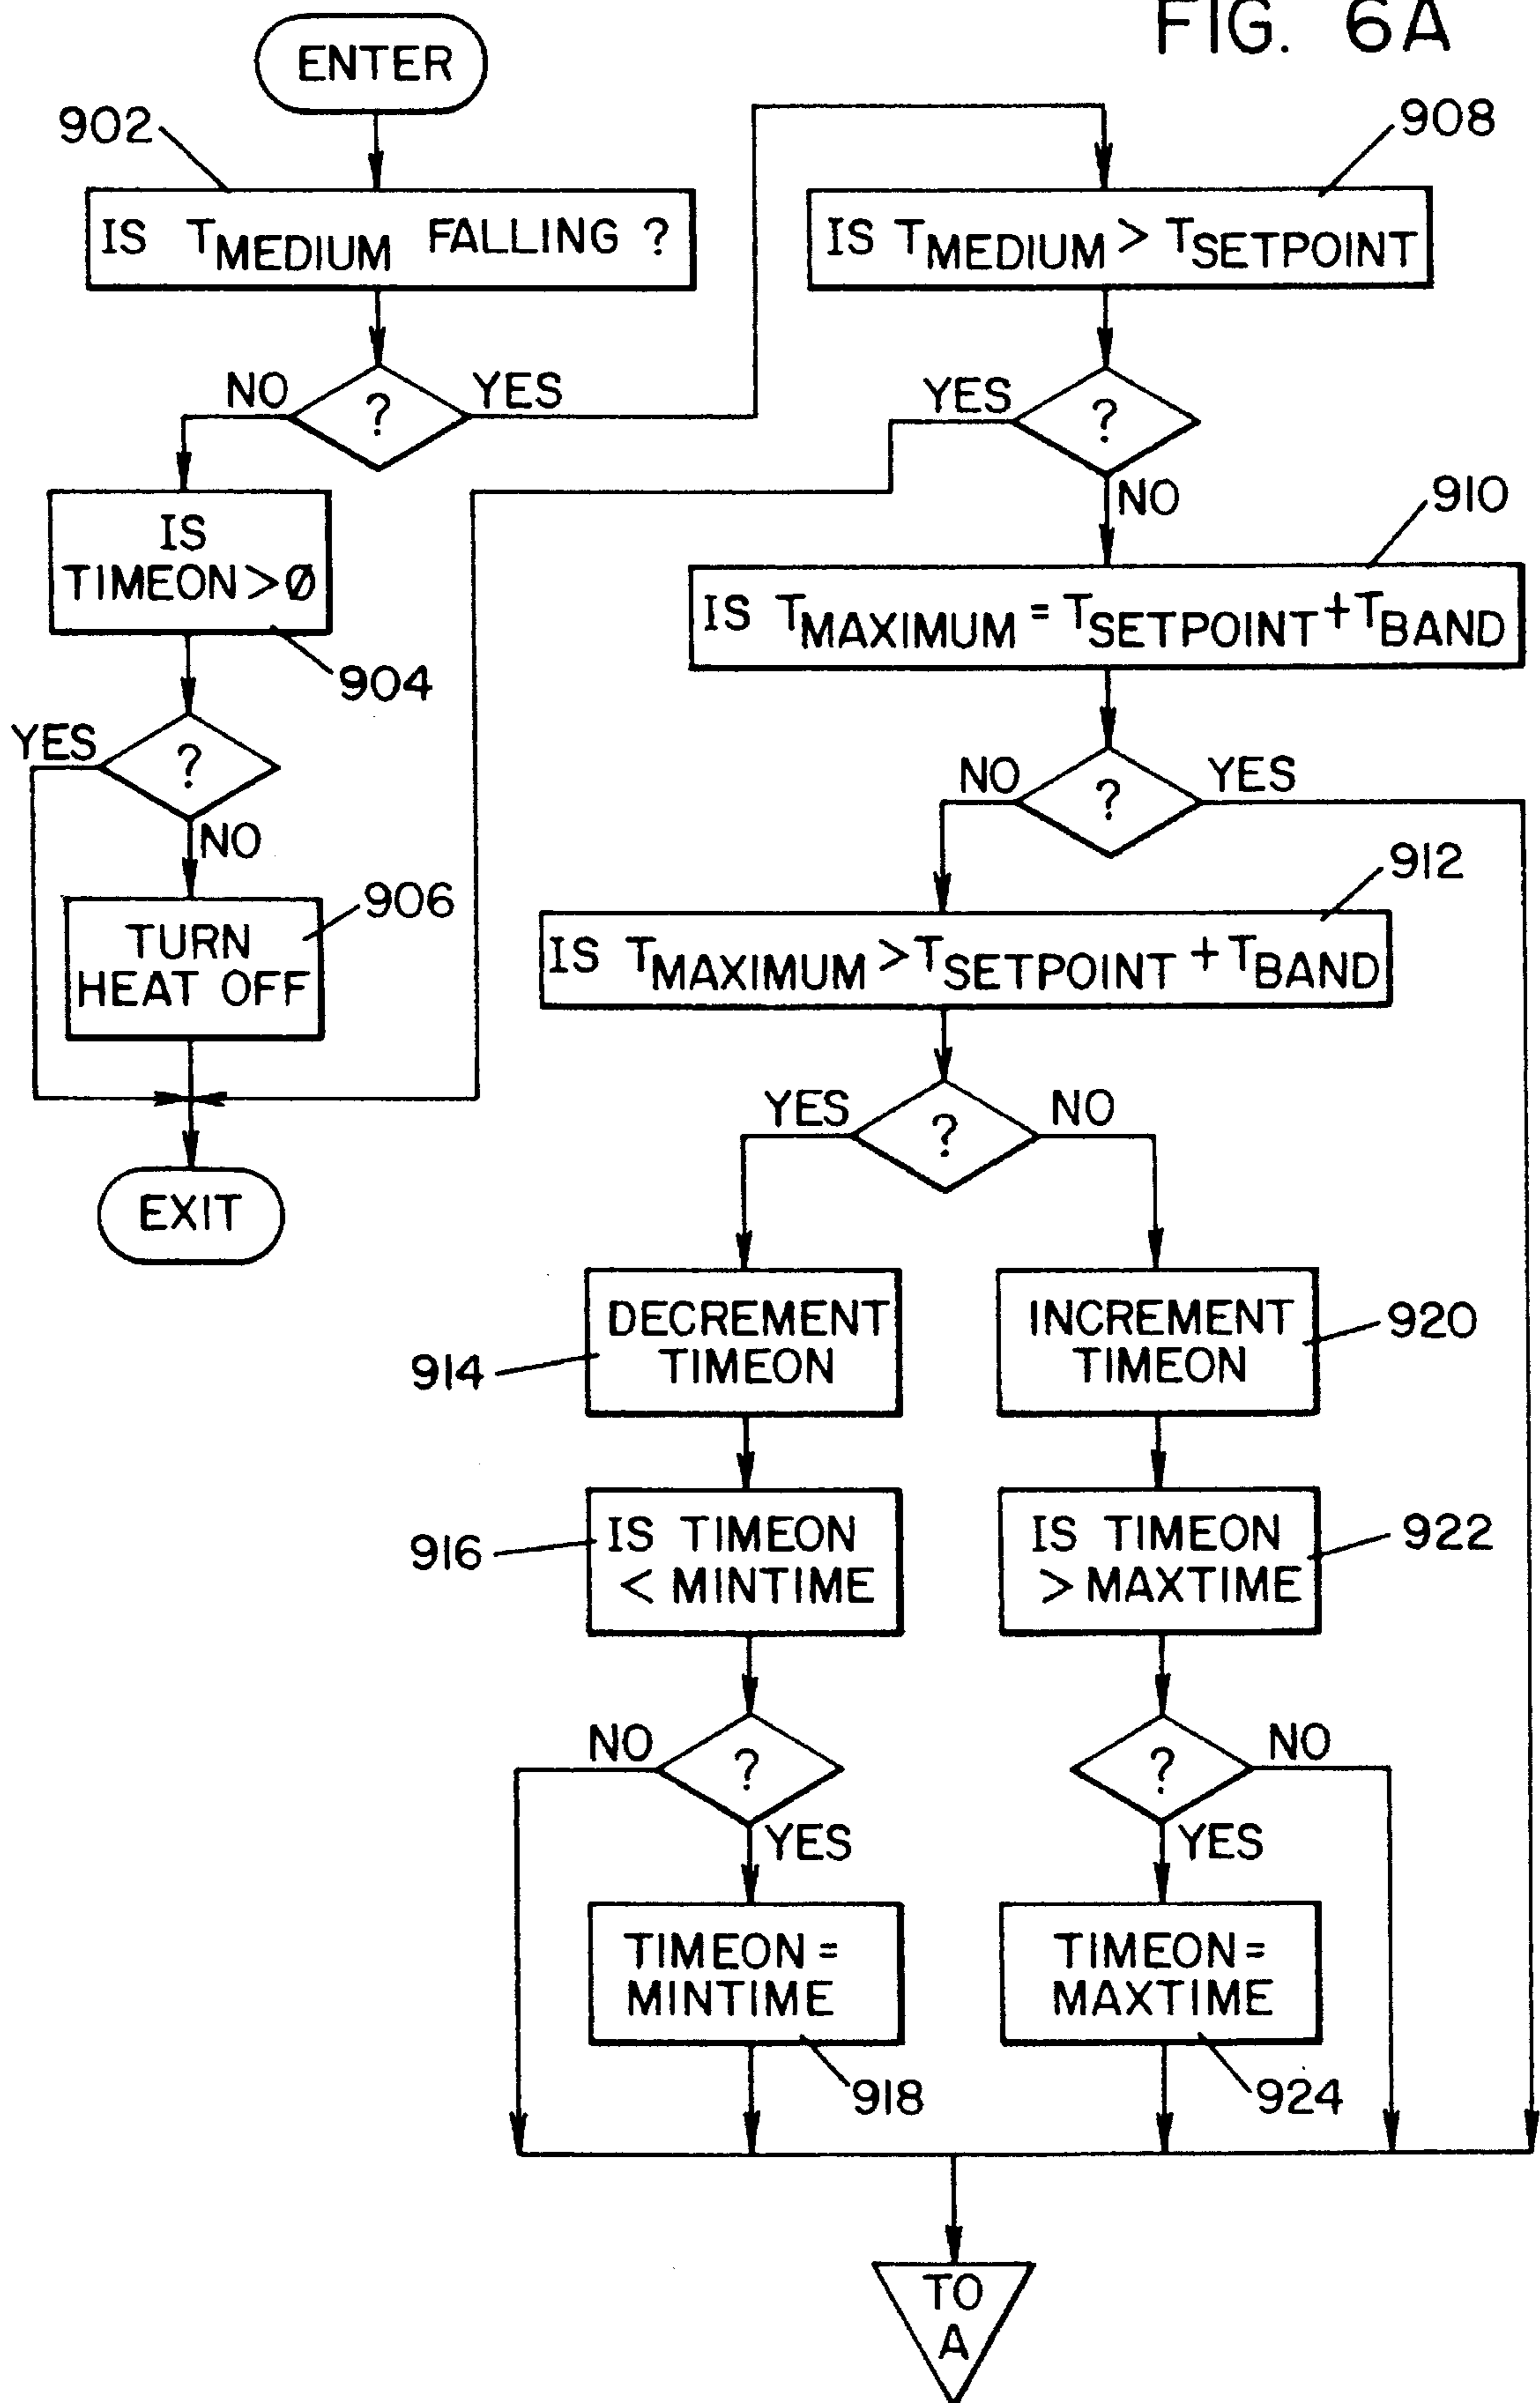 FIG. 6A
ENTER
902
IS TMEDIUM FALLING ?
908
IS TMEDIUM > TSETPOINT
NO
?
YES
YES
?
NO
IS
TIMEON>Ø
904
910
IS TMAXIMUM = TSETPOINT+TBAND
YES
?
NO
NO
?
YES
TURN
HEAT OFF
906
912
IS TMAXIMUM >TSETPOINT + TBAND
EXIT
YES
?
NO
DECREMENT
TIMEON
914
INCREMENT
TIMEON
920
IS TIMEON
< MINTIME
916
IS TIMEON
> MAXTIME
922
NO
?
YES
?
NO
YES
TIMEON =
MINTIME
918
TIMEON=
MAXTIME
924
TO
A